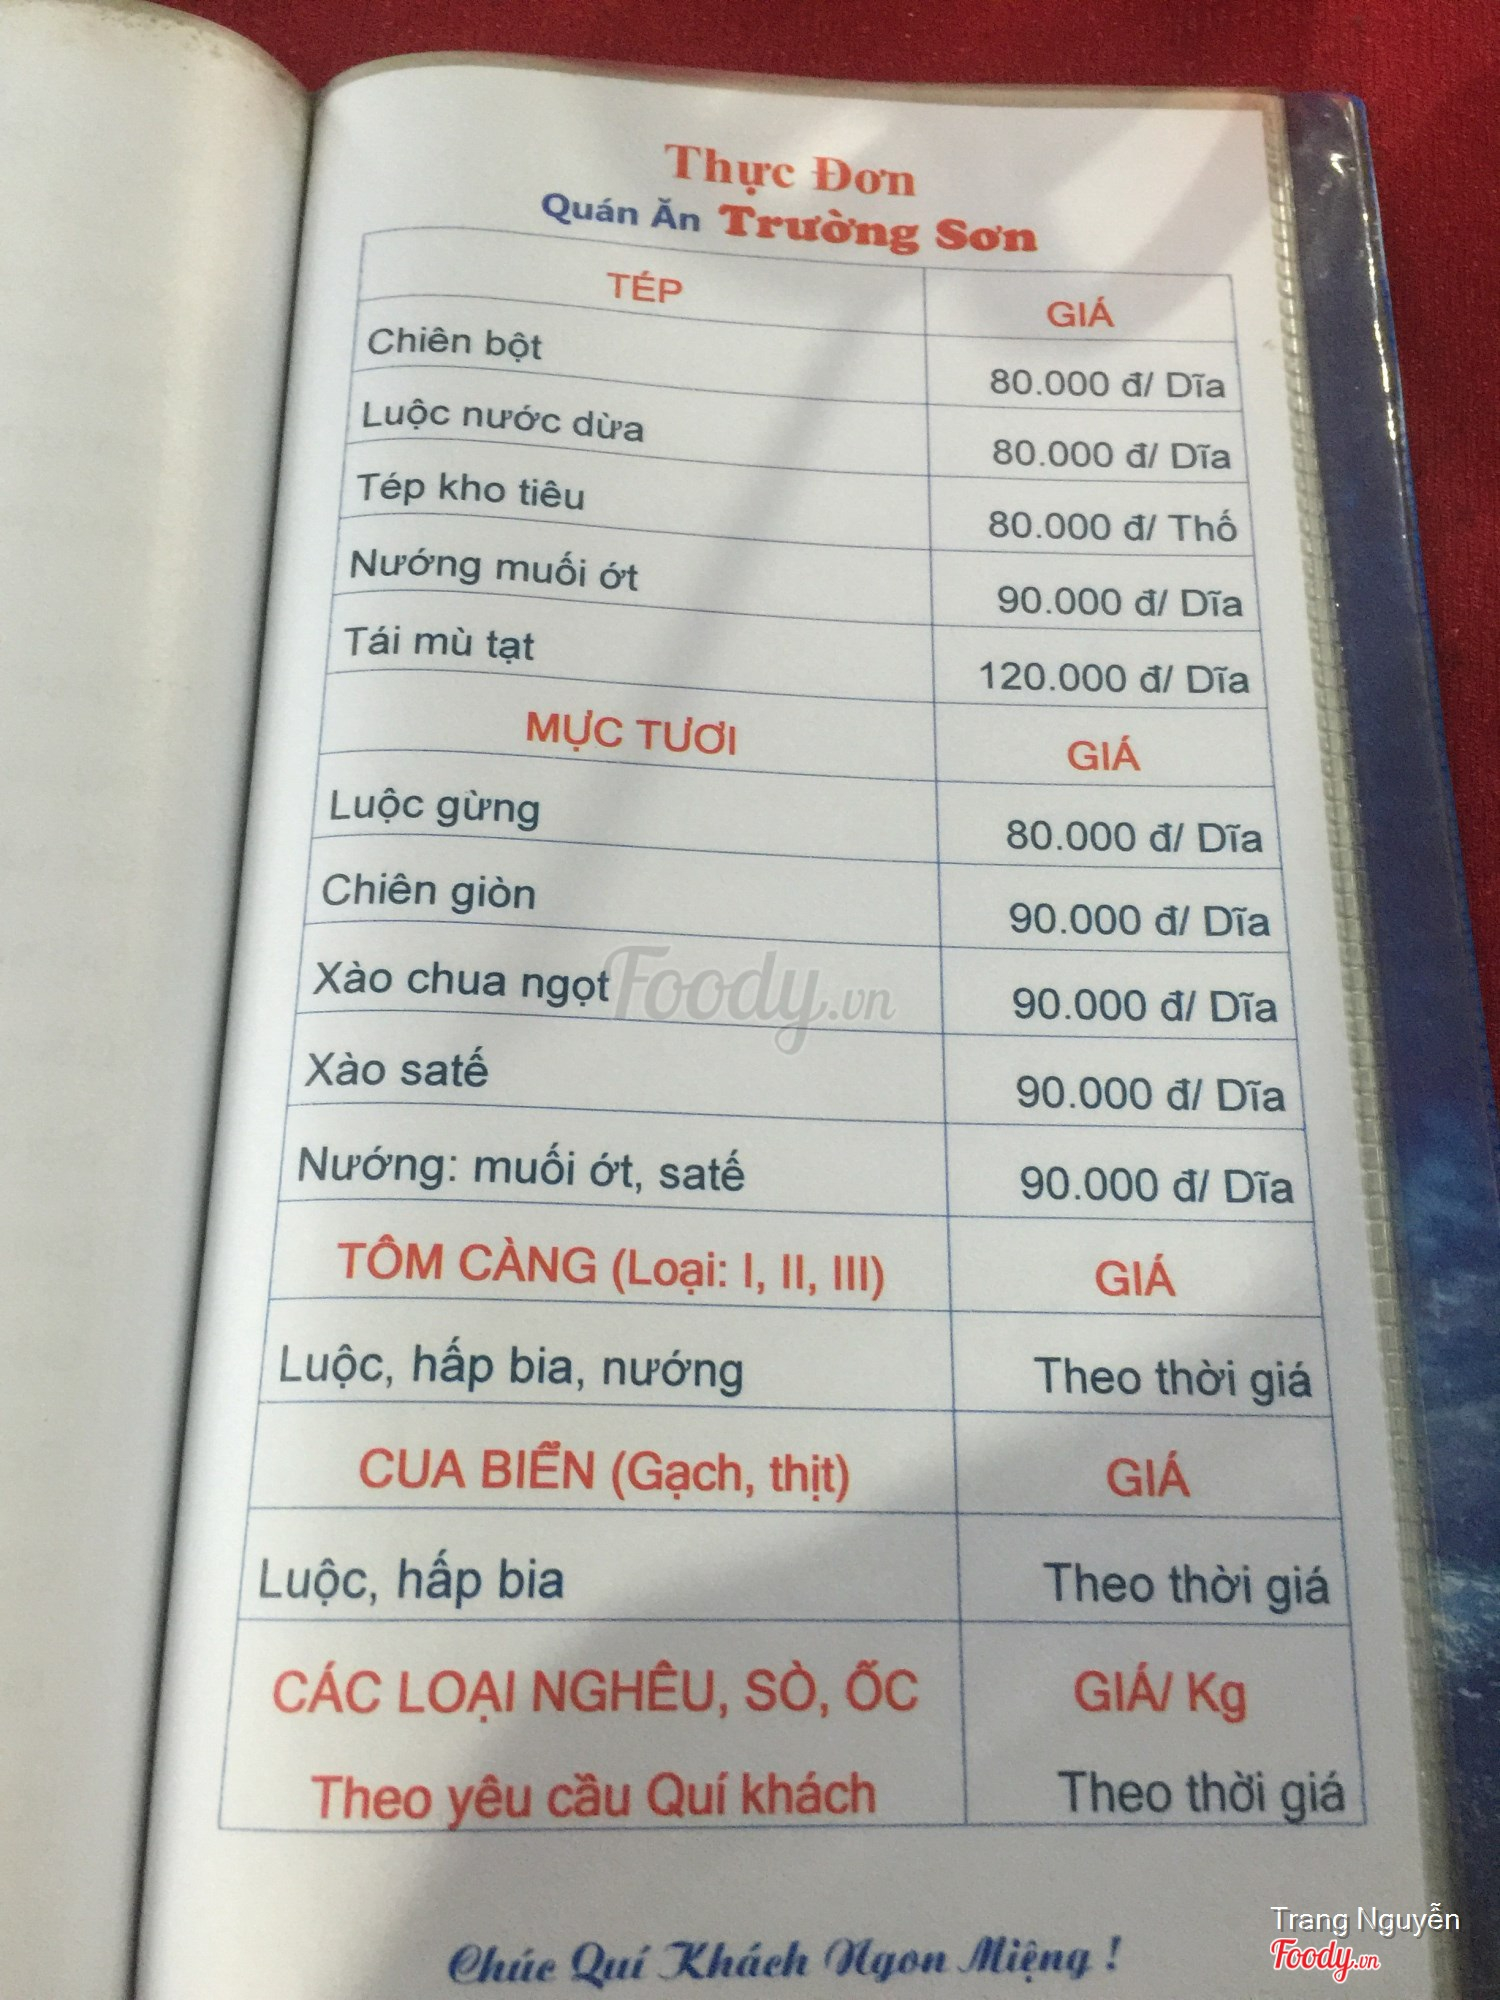 Thực Đơn
Quán Ăn Trường Sơn
TÉP GIÁ
Chiên bột 80.000 đ/ Dĩa
Luộc nước dừa 80.000 đ/ Dĩa
Tép kho tiêu 80.000 đ/ Thố
Nướng muối ớt 90.000 đ/ Dĩa
Tái mù tạt 120.000 đ/ Dĩa
MỰC TƯƠI GIÁ
Luộc gừng 80.000 đ/ Dĩa
Chiên giòn 90.000 đ/ Dĩa
Xào chua ngọt 90.000 đ/ Dĩa
Xào satế 90.000 đ/ Dĩa
Nướng: muối ớt, satế 90.000 đ/ Dĩa
TÔM CÀNG (Loại: I, II, III) GIÁ
Luộc, hấp bia, nướng Theo thời giá
CUA BIỄN (Gạch, thịt) GIÁ
Luộc, hấp bia Theo thời giá
CÁC LOẠI NGHÊU, SÒ, ỐC GIÁ/ Kg
Theo yêu cầu Quí khách Theo thời giá
Chúc Quí Khách Ngon Miệng !
Foody.vn
Trang Nguyễn
Foody.vn